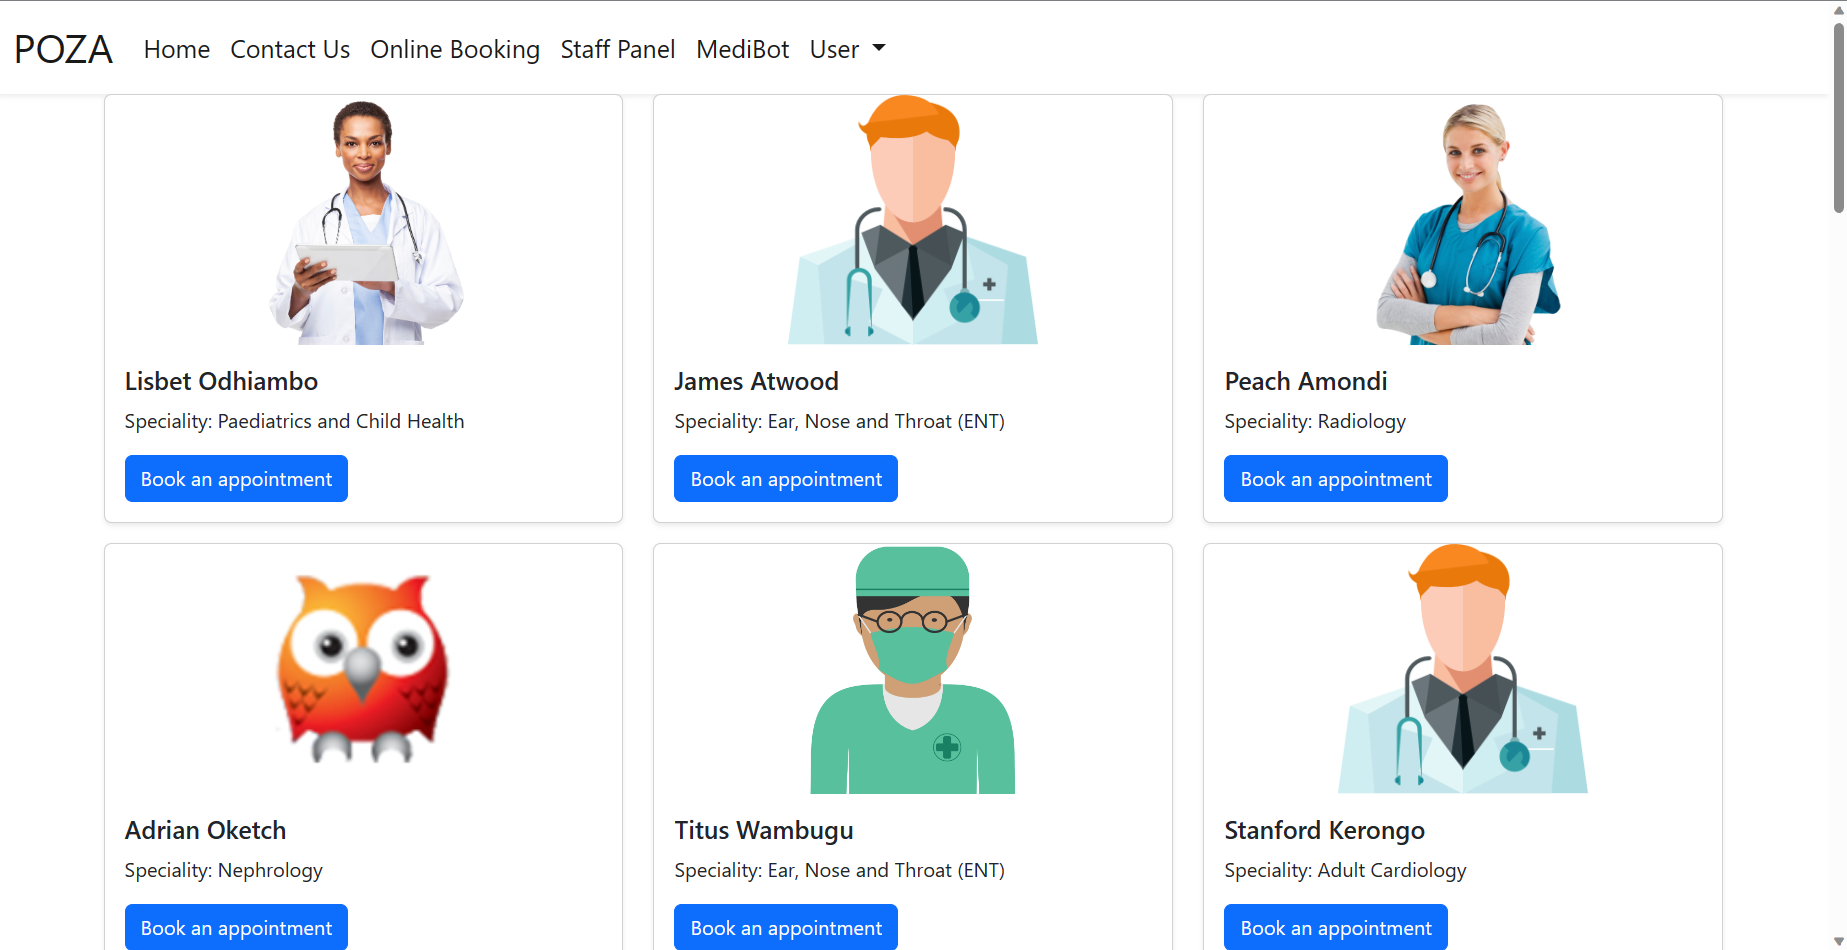 POZA Home Contact Us Online Booking Staff Panel MediBot User
Lisbet Odhiambo
Speciality: Paediatrics and Child Health
Book an appointment
James Atwood
Speciality: Ear, Nose and Throat (ENT)
Book an appointment
Peach Amondi
Speciality: Radiology
Book an appointment
Adrian Oketch
Speciality: Nephrology
Book an appointment
Titus Wambugu
Speciality: Ear, Nose and Throat (ENT)
Book an appointment
Stanford Kerongo
Speciality: Adult Cardiology
Book an appointment